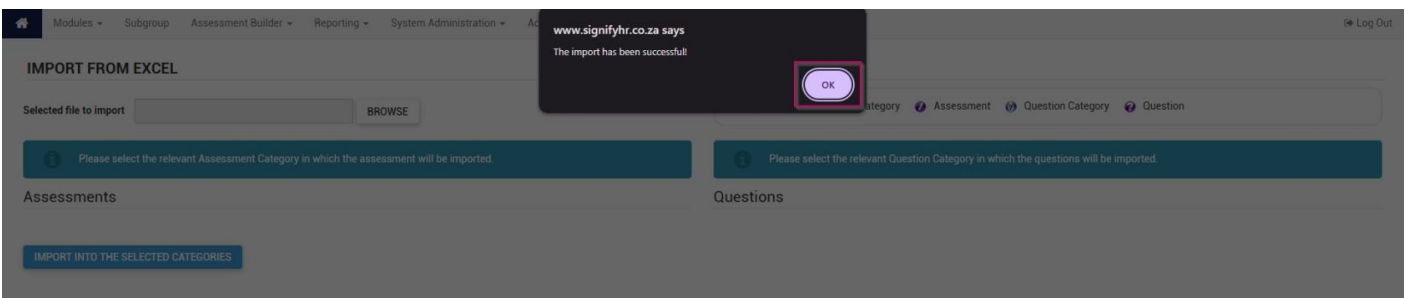 Modules Subgroup Assessment Builder Reporting System Administration Ac Log Out
www.signifyhr.co.za says
The import has been successful!
OK
IMPORT FROM EXCEL
Selected file to import BROWSE
ategory Assessment Question Category Question
Please select the relevant Assessment Category in which the assessment will be imported.
Please select the relevant Question Category in which the questions will be imported.
Assessments
Questions
IMPORT INTO THE SELECTED CATEGORIES